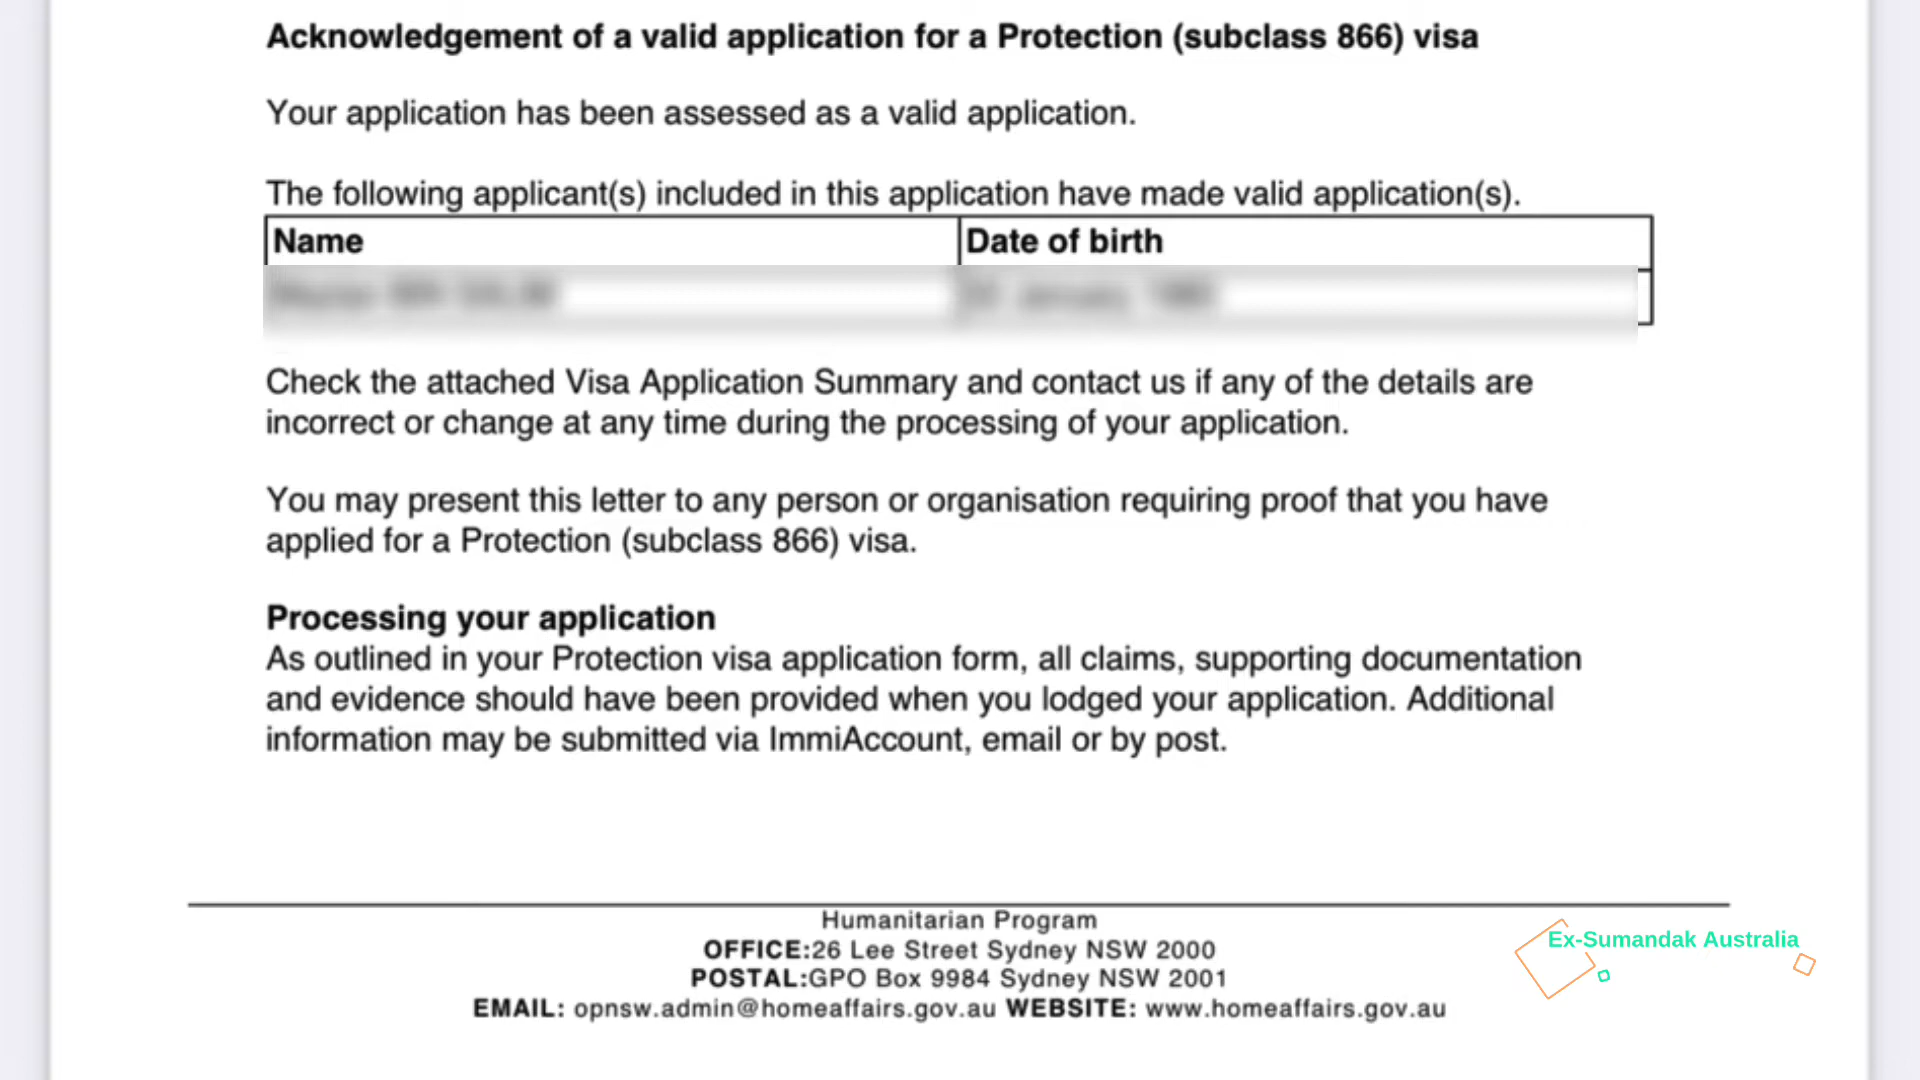 Acknowledgement of a valid application for a Protection (subclass 866) visa
Your application has been assessed as a valid application.
The following applicant(s) included in this application have made valid application(s).
Name Date of birth
Check the attached Visa Application Summary and contact us if any of the details are
incorrect or change at any time during the processing of your application.
You may present this letter to any person or organisation requiring proof that you have
applied for a Protection (subclass 866) visa.
Processing your application
As outlined in your Protection visa application form, all claims, supporting documentation
and evidence should have been provided when you lodged your application. Additional
information may be submitted via ImmiAccount, email or by post.
Humanitarian Program
OFFICE:26 Lee Street Sydney NSW 2000
POSTAL:GPO Box 9984 Sydney NSW 2001
EMAIL: opnsw.admin@homeaffairs.gov.au WEBSITE: www.homeaffairs.gov.au
Ex-Sumandak Australia